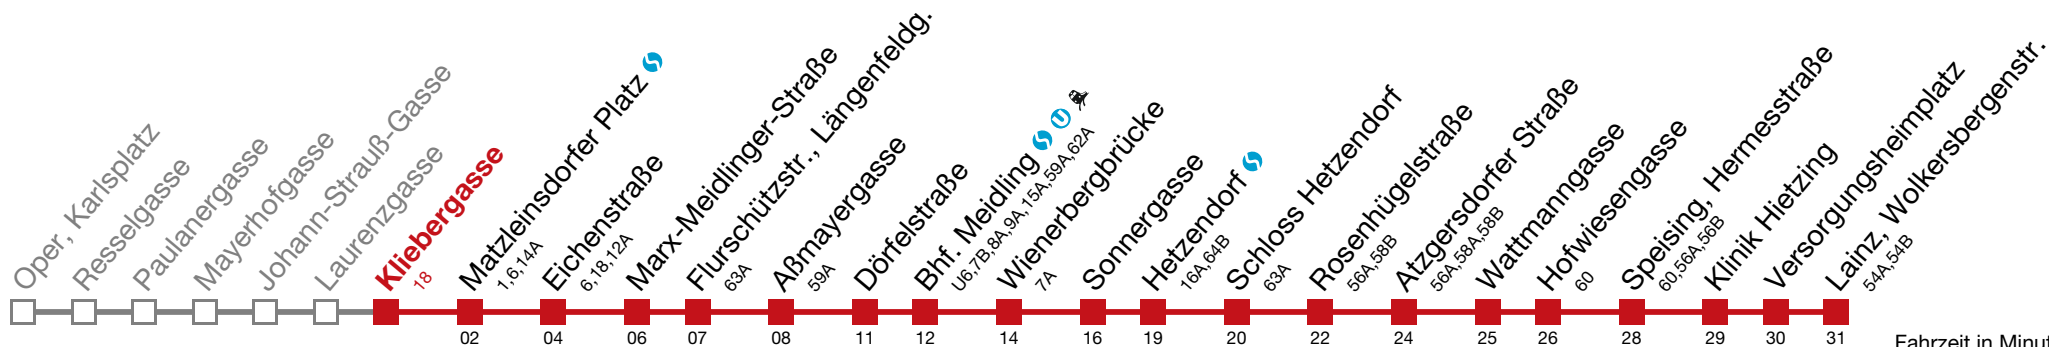 Oper, Karlsplatz
Resselgasse
Paulanergasse
Mayerhofgasse
Johann-Strauß-Gasse
Laurenzgasse
Kliebergasse
18
Matzleinsdorfer Platz
1,6,14A
Eichenstraße
6,18,12A
Marx-Meidlinger-Straße
Flurschützstr., Längenfeldg.
63A
Aßmayergasse
59A
Dörfelstraße
Bhf. Meidling U
U6,7B,8A,9A,15A,59A,62A
Wienerbergbrücke
7A
Sonnergasse
Hetzendorf
16A,64B
Schloss Hetzendorf
63A
Rosenhügelstraße
56A,58B
Atzgersdorfer Straße
56A,58A,58B
Wattmanngasse
Hofwiesengasse
60
Speising, Hermesstraße
60,56A,56B
Klinik Hietzing
Versorgungsheimplatz
Lainz, Wolkersbergenstr.
54A,54B
02 04 06 07 08 11 12 14 16 19 20 22 24 25 26 28 29 30 31
Fahrzeit in Minut